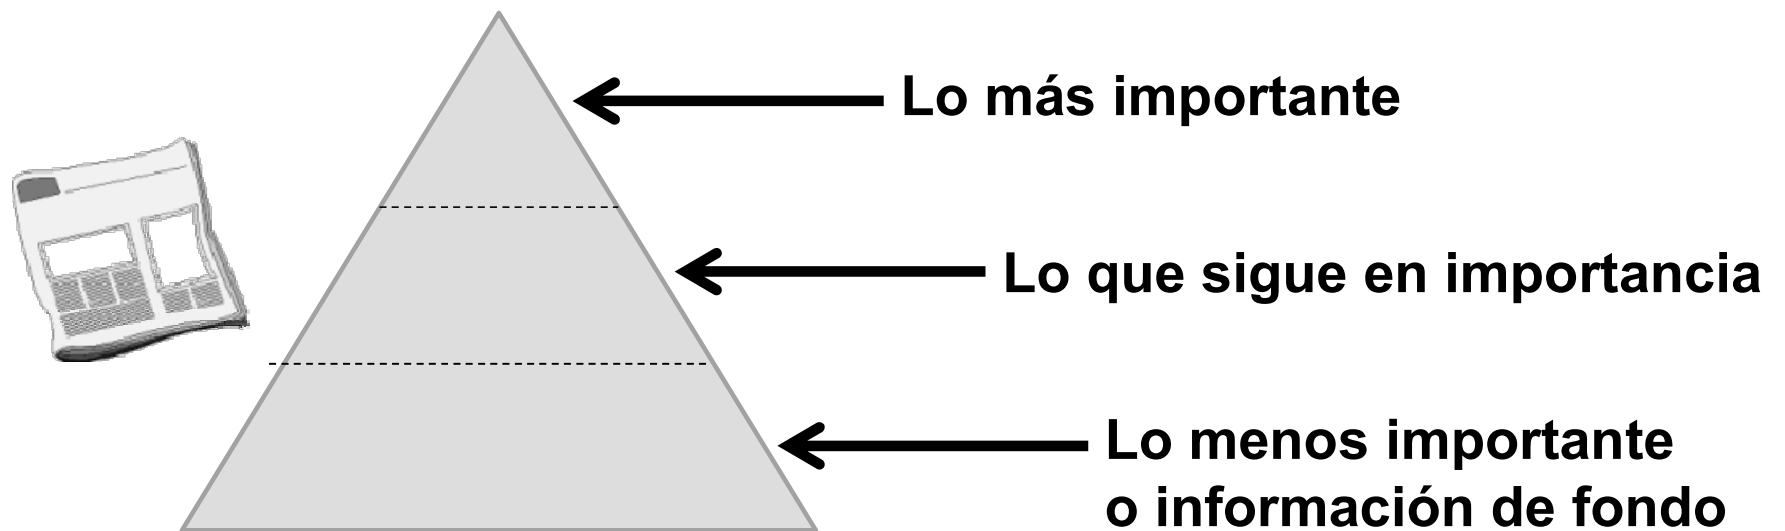 Lo más importante
Lo que sigue en importancia
Lo menos importante
o información de fondo